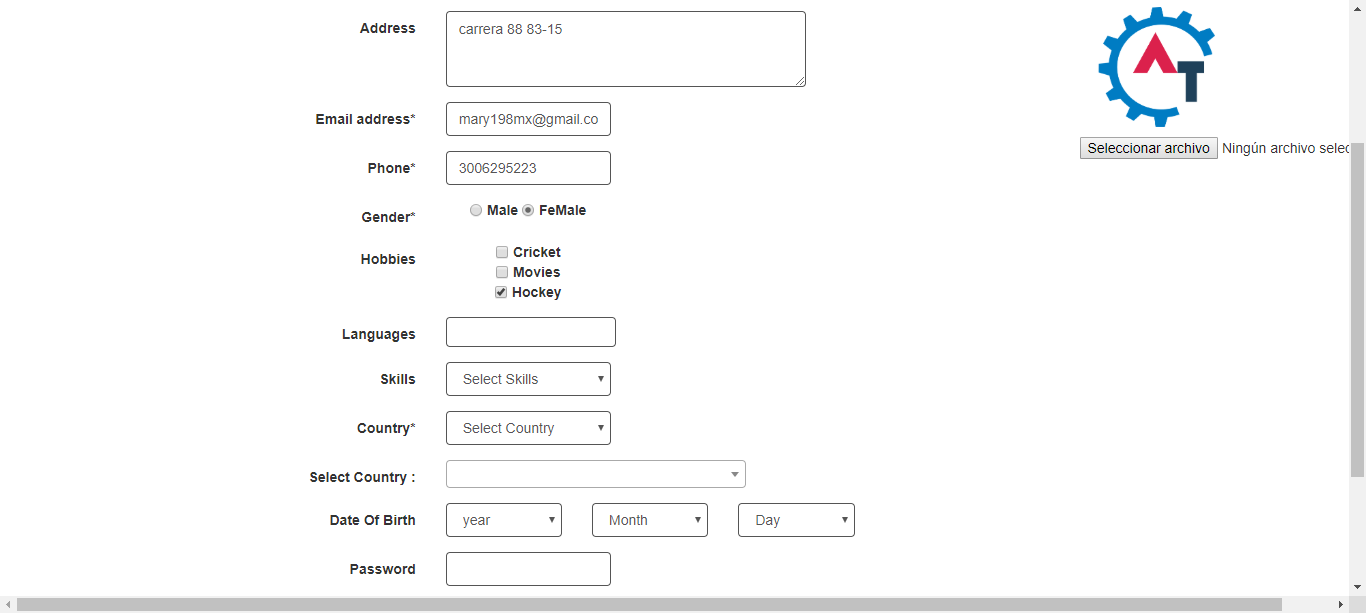 Address
carrera 88 83-15
AT
Seleccionar archivo Ningún archivo selec
Email address*
mary198mx@gmail.co
Phone*
3006295223
Gender*
Male FeMale
Hobbies
Cricket
Movies
Hockey
Languages
Skills
Select Skills
Country*
Select Country
Select Country :
Date Of Birth
year Month Day
Password